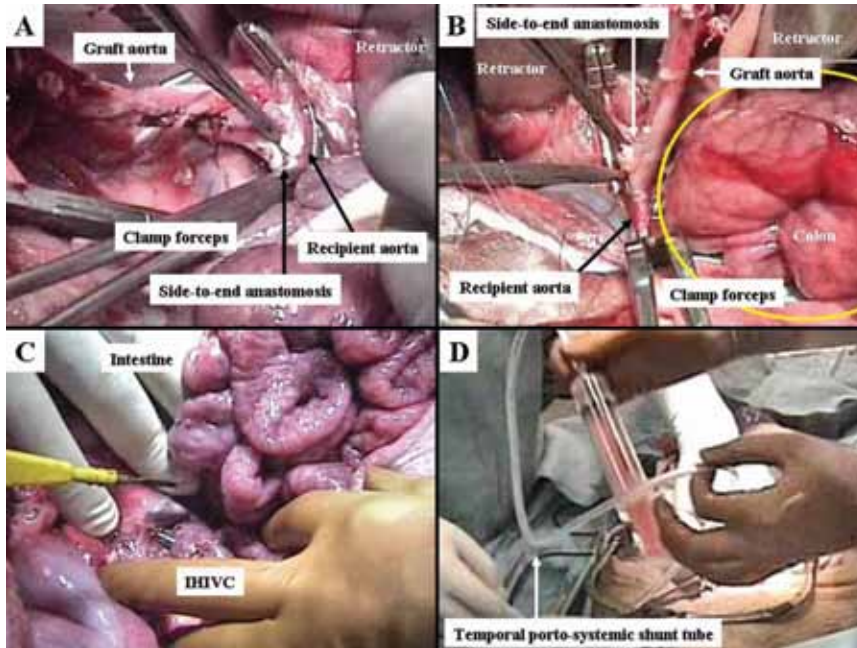 A
Graft aorta
Retractor
Clamp forceps
Recipient aorta
Side-to-end anastomosis
B
Side-to-end anastomosis
Retractor
Retractor
Graft aorta
Colon
Recipient aorta
Clamp forceps
C
Intestine
IHIVC
D
Temporal porto-systemic shunt tube